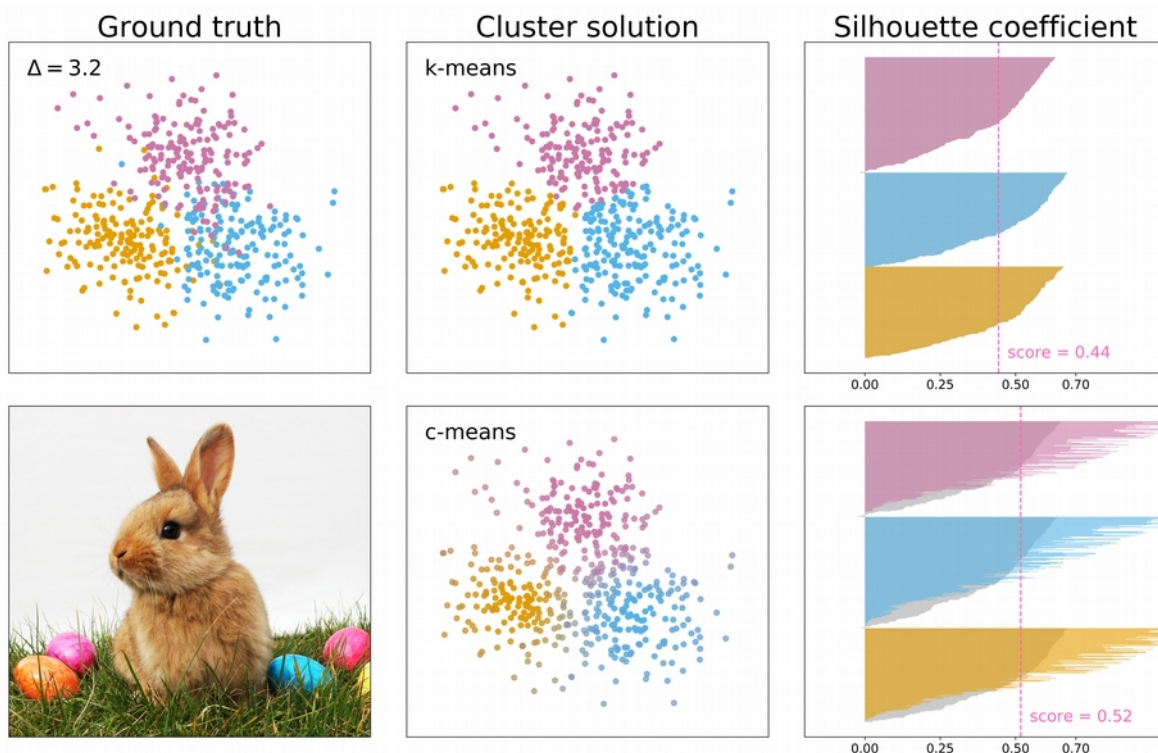 Ground truth
Cluster solution
Silhouette coefficient
Δ = 3.2
k-means
score = 0.44
0.00 0.25 0.50 0.70
c-means
score = 0.52
0.00 0.25 0.50 0.70